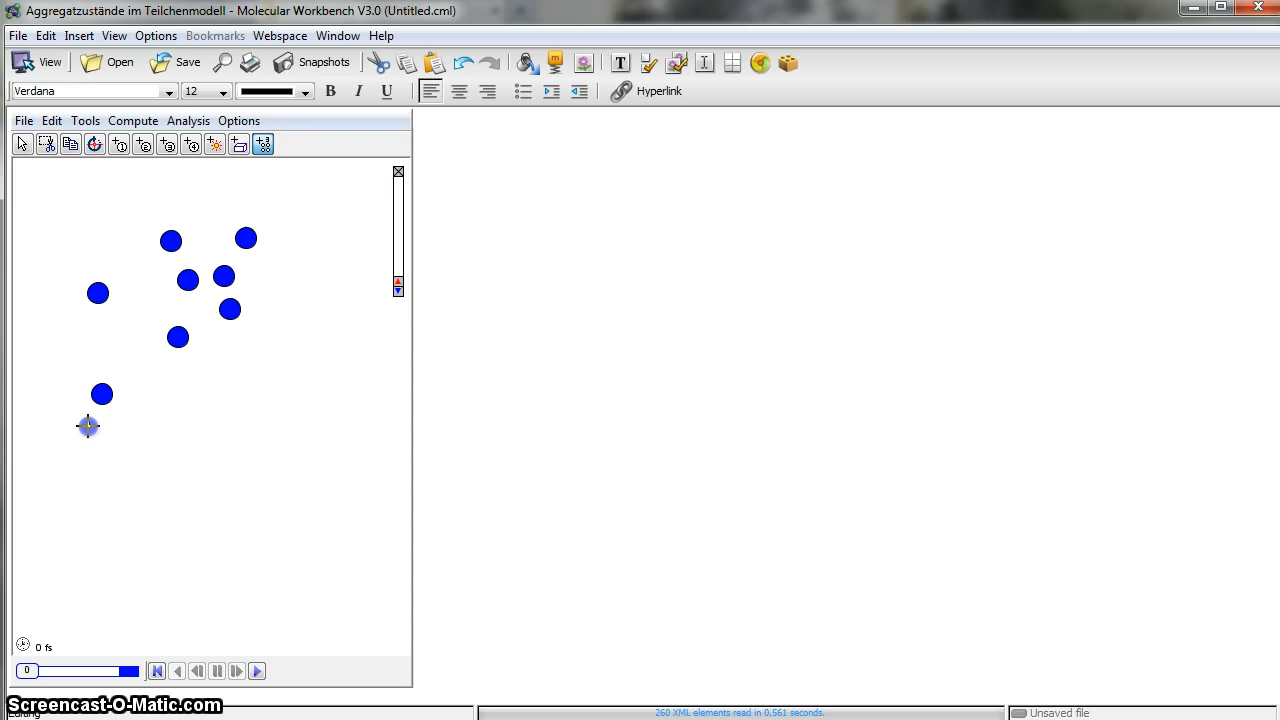 Aggregatzustände im Teilchenmodell - Molecular Workbench V3.0 (Untitled.cml)
File Edit Insert View Options Bookmarks Webspace Window Help
View Open Save Snapshots T
Verdana 12 B I U Hyperlink
File Edit Tools Compute Analysis Options
0 fs
0
Screencast-O-Matic.com
Editing 260 XML elements read in 0,561 seconds. Unsaved file